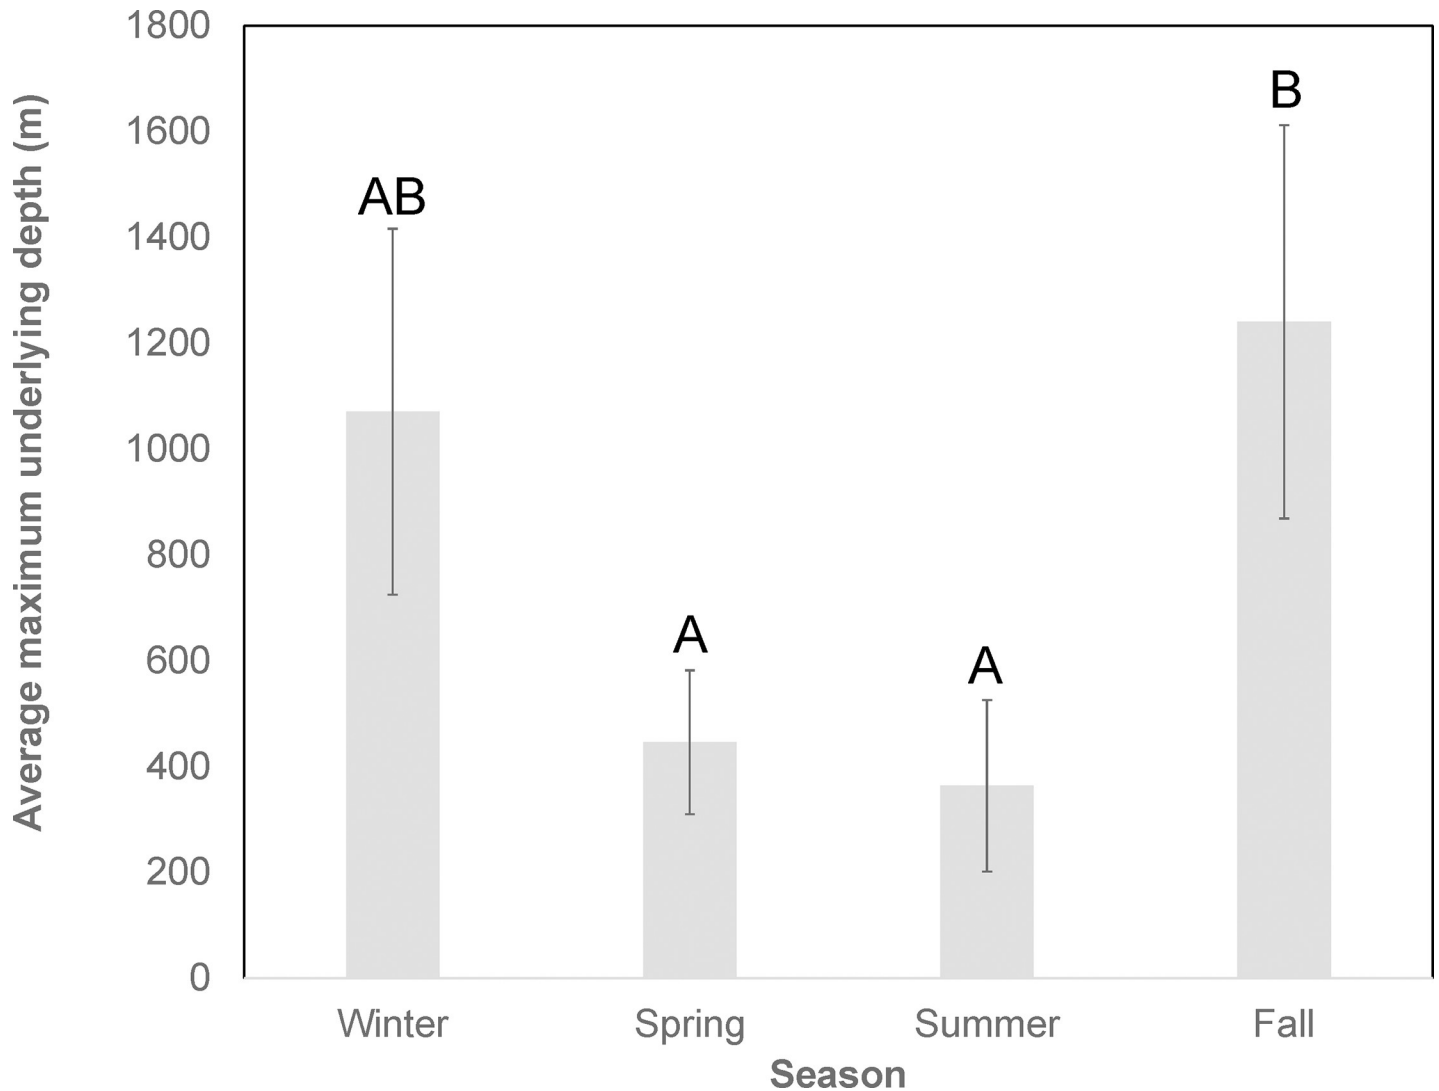 1800
1600
1400
1200
1000
800
600
400
200
0
Average maximum underlying depth (m)
AB
A
A
B
Winter
Spring
Summer
Fall
Season